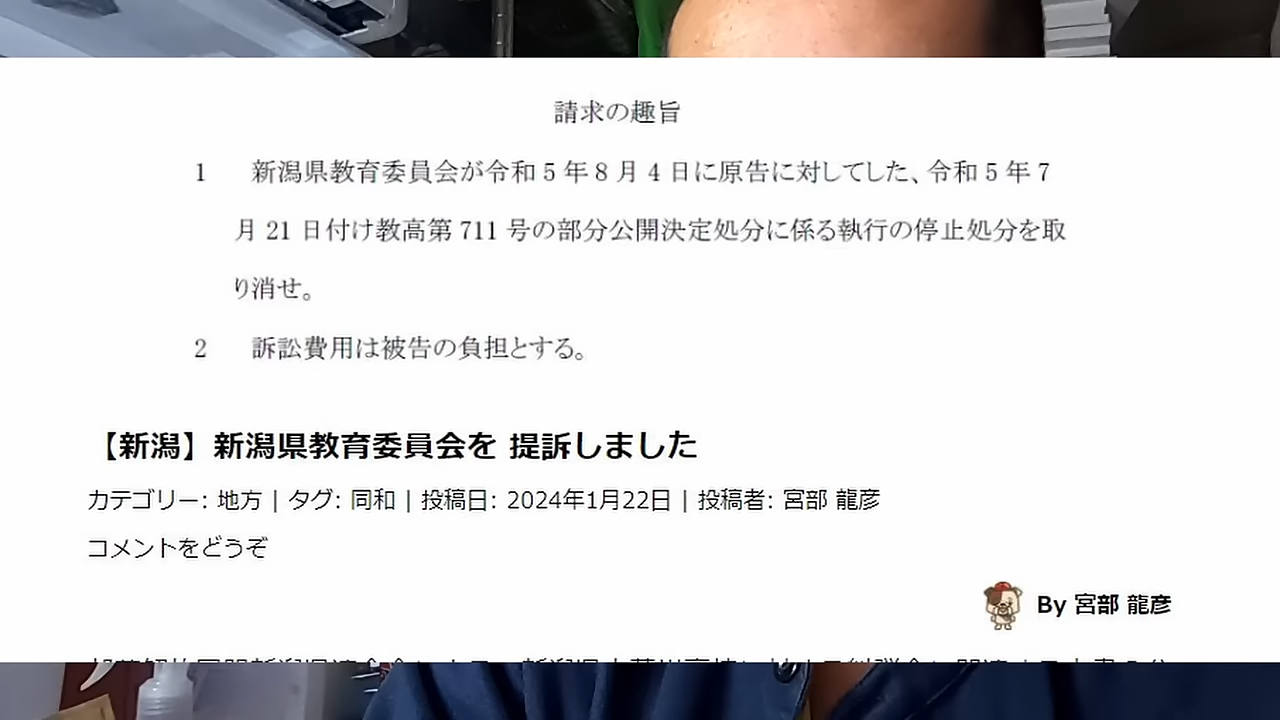 請求の趣旨
1 新潟県教育委員会が令和5年8月4日に原告に対してした、令和5年7
月21日付け教高第711号の部分公開決定処分に係る執行の停止処分を取
り消せ。
2 訴訟費用は被告の負担とする。
【新潟】新潟県教育委員会を 提訴しました
カテゴリー: 地方 | タグ: 同和 | 投稿日: 2024年1月22日 | 投稿者: 宮部 龍彦
コメントをどうぞ
By 宮部 龍彦